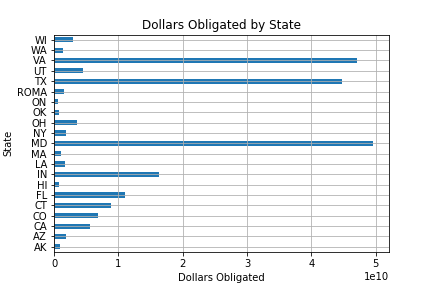 Dollars Obligated by State
WI
WA
VA
UT
TX
ROMA
ON
OK
OH
NY
MD
MA
LA
IN
HI
FL
CT
CO
CA
AZ
AK
State
0 1 2 3 4 5
1e10
Dollars Obligated